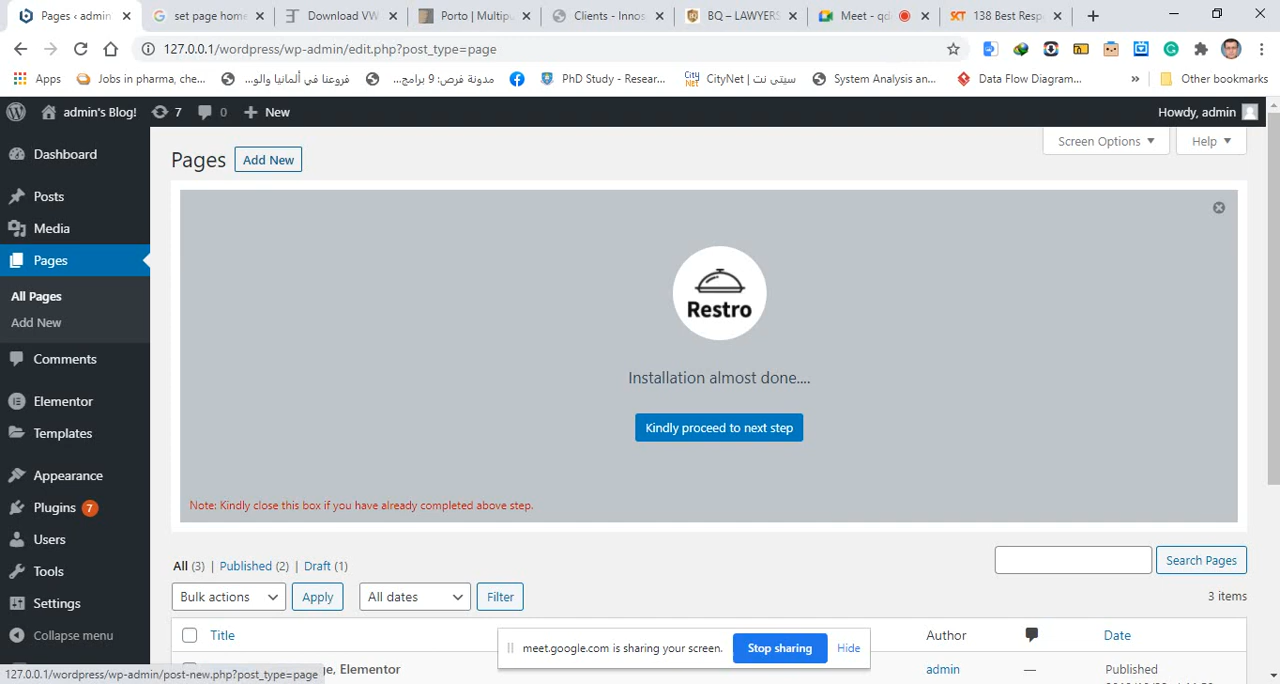 Pages ‹ admin
set page home
Download VW
Porto | Multipu
Clients - Innos
BQ – LAWYERS
Meet - qd
SKT 138 Best Resp
127.0.0.1/wordpress/wp-admin/edit.php?post_type=page
Apps
Jobs in pharma, che...
فروعنا في ألمانيا والو...
مدونة فرص: 9 برامج...
PhD Study - Resear...
City Net سيتي نت | CityNet
System Analysis an...
Data Flow Diagram...
»
Other bookmarks
admin's Blog!
7
0
New
Howdy, admin
Dashboard
Posts
Media
Pages
All Pages
Add New
Comments
Elementor
Templates
Appearance
Plugins 7
Users
Tools
Settings
Collapse menu
Pages
Add New
Screen Options
Help
Restro
Installation almost done....
Kindly proceed to next step
Note: Kindly close this box if you have already completed above step.
All (3) | Published (2) | Draft (1)
Search Pages
Bulk actions
Apply
All dates
Filter
3 items
Title
Author
Date
meet.google.com is sharing your screen.
Stop sharing
Hide
, Elementor
admin
—
Published
127.0.0.1/wordpress/wp-admin/post-new.php?post_type=page